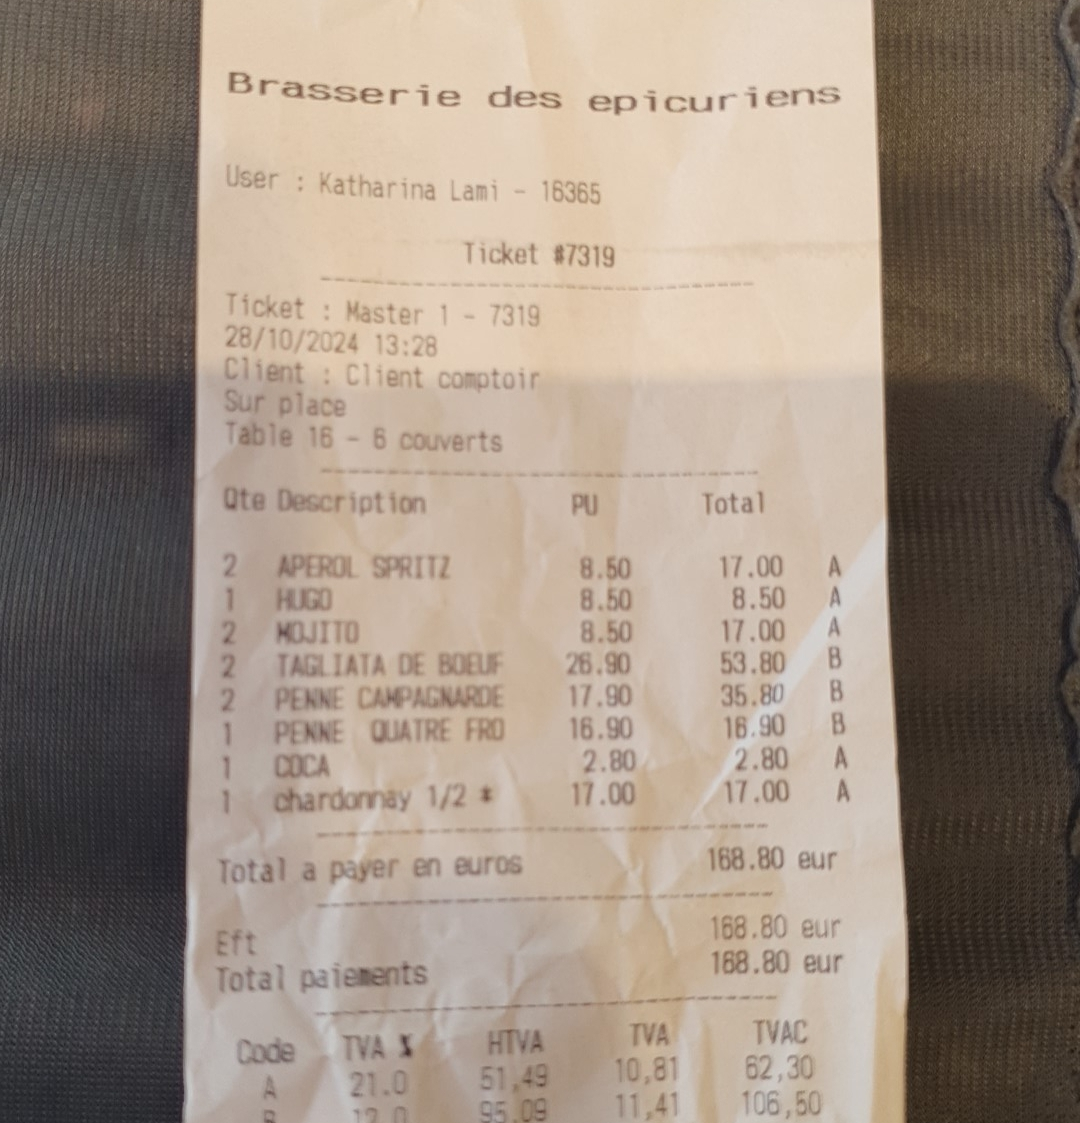 Brasserie des epicuriens
User : Katharina Lami - 16365
Ticket #7319
Ticket : Master 1 - 7319
28/10/2024 13:28
Client : Client comptoir
Sur place
Table 16 - 6 couverts
Qte Description PU Total
2 APEROL SPRITZ 8.50 17.00 A
1 HUGO 8.50 8.50 A
2 MOJITO 8.50 17.00 A
2 TAGLIATA DE BOEUF 26.90 53.80 B
2 PENNE CAMPAGNARDE 17.90 35.80 B
1 PENNE QUATRE FRO 16.90 16.90 B
1 COCA 2.80 2.80 A
1 chardonnay 1/2 * 17.00 17.00 A
Total a payer en euros 168.80 eur
Eft 168.80 eur
Total paiements 168.80 eur
Code TVA % HTVA TVA TVAC
A 21.0 51,49 10,81 62,30
B 12.0 95,09 11,41 106,50